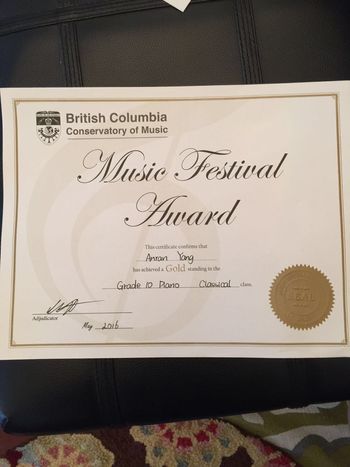 British Columbia
Conservatory of Music
Music Festival
Award
This certificate confirms that
Anran Yang
has achieved a Gold standing in the
Grade 10 Piano Classical class.
Adjudicator
May 2016
SEAL